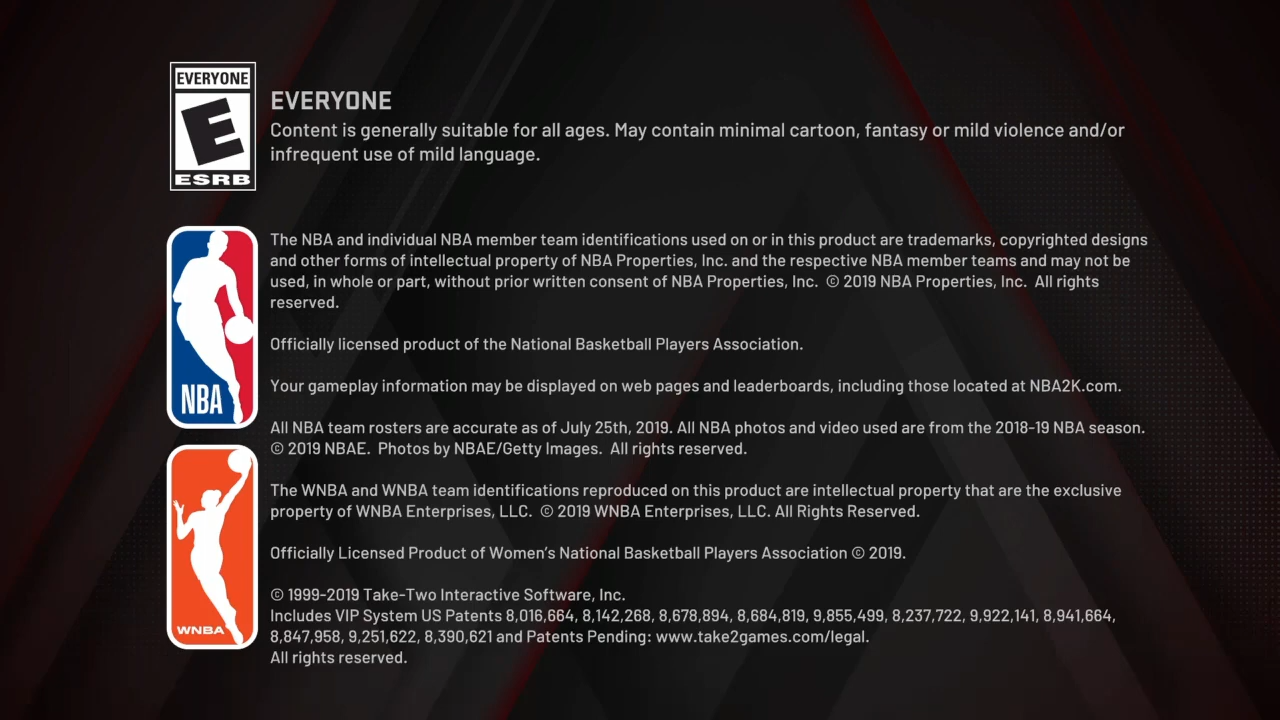 EVERYONE
E
ESRB
EVERYONE
Content is generally suitable for all ages. May contain minimal cartoon, fantasy or mild violence and/or
infrequent use of mild language.
The NBA and individual NBA member team identifications used on or in this product are trademarks, copyrighted designs
and other forms of intellectual property of NBA Properties, Inc. and the respective NBA member teams and may not be
used, in whole or part, without prior written consent of NBA Properties, Inc.  © 2019 NBA Properties, Inc.  All rights
reserved.
Officially licensed product of the National Basketball Players Association.
Your gameplay information may be displayed on web pages and leaderboards, including those located at NBA2K.com.
NBA
All NBA team rosters are accurate as of July 25th, 2019. All NBA photos and video used are from the 2018-19 NBA season.
© 2019 NBAE.  Photos by NBAE/Getty Images.  All rights reserved.
The WNBA and WNBA team identifications reproduced on this product are intellectual property that are the exclusive
property of WNBA Enterprises, LLC.  © 2019 WNBA Enterprises, LLC. All Rights Reserved.
Officially Licensed Product of Women's National Basketball Players Association © 2019.
© 1999-2019 Take-Two Interactive Software, Inc.
Includes VIP System US Patents 8,016,664, 8,142,268, 8,678,894, 8,684,819, 9,855,499, 8,237,722, 9,922,141, 8,941,664,
WNBA
8,847,958, 9,251,622, 8,390,621 and Patents Pending: www.take2games.com/legal.
All rights reserved.